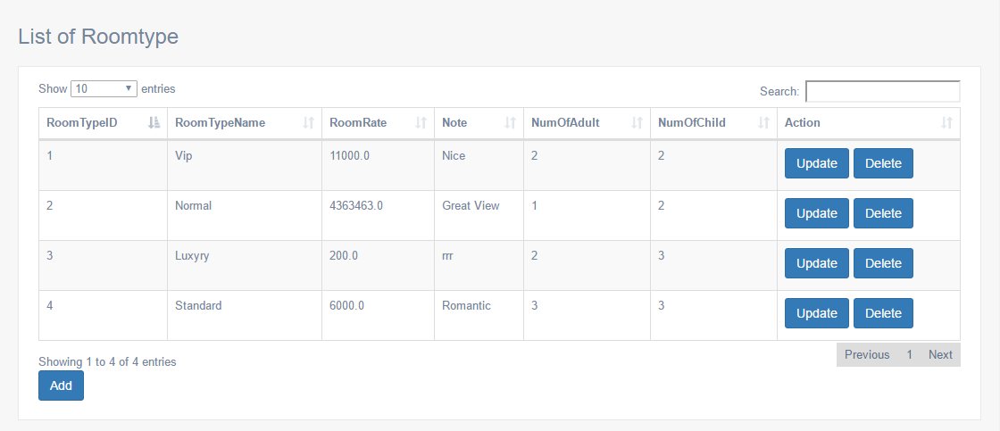 List of Roomtype
Show 10 entries Search:
RoomTypeID RoomTypeName RoomRate Note NumOfAdult NumOfChild Action
1 Vip 11000.0 Nice 2 2 Update Delete
2 Normal 4363463.0 Great View 1 2 Update Delete
3 Luxyry 200.0 rrr 2 3 Update Delete
4 Standard 6000.0 Romantic 3 3 Update Delete
Showing 1 to 4 of 4 entries Previous 1 Next
Add